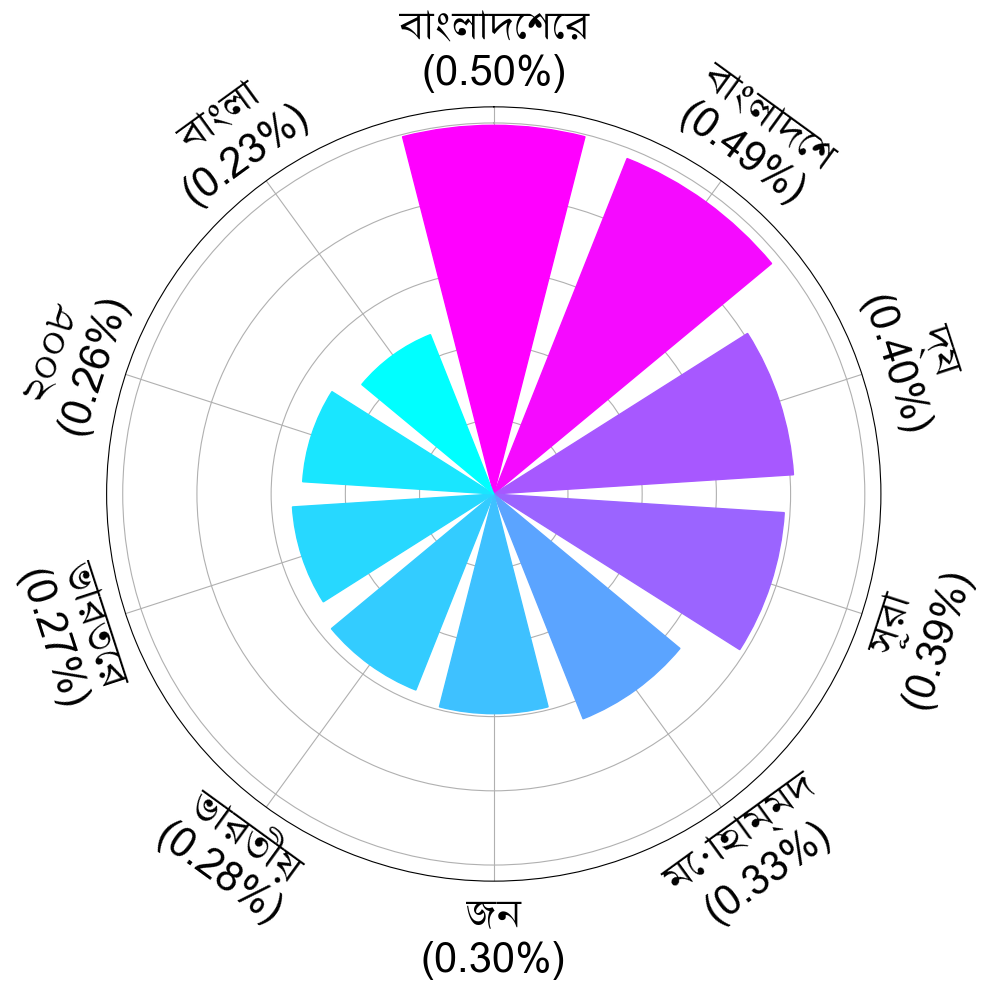 বাংলাদেশের
(0.50%)
বাংলাদেশ
(0.49%)
দ্য
(0.40%)
সূরা
(0.39%)
মোহাম্মদ
(0.33%)
জন
(0.30%)
ভারতীয়
(0.28%)
ভারতের
(0.27%)
২০০৮
(0.26%)
বাংলা
(0.23%)